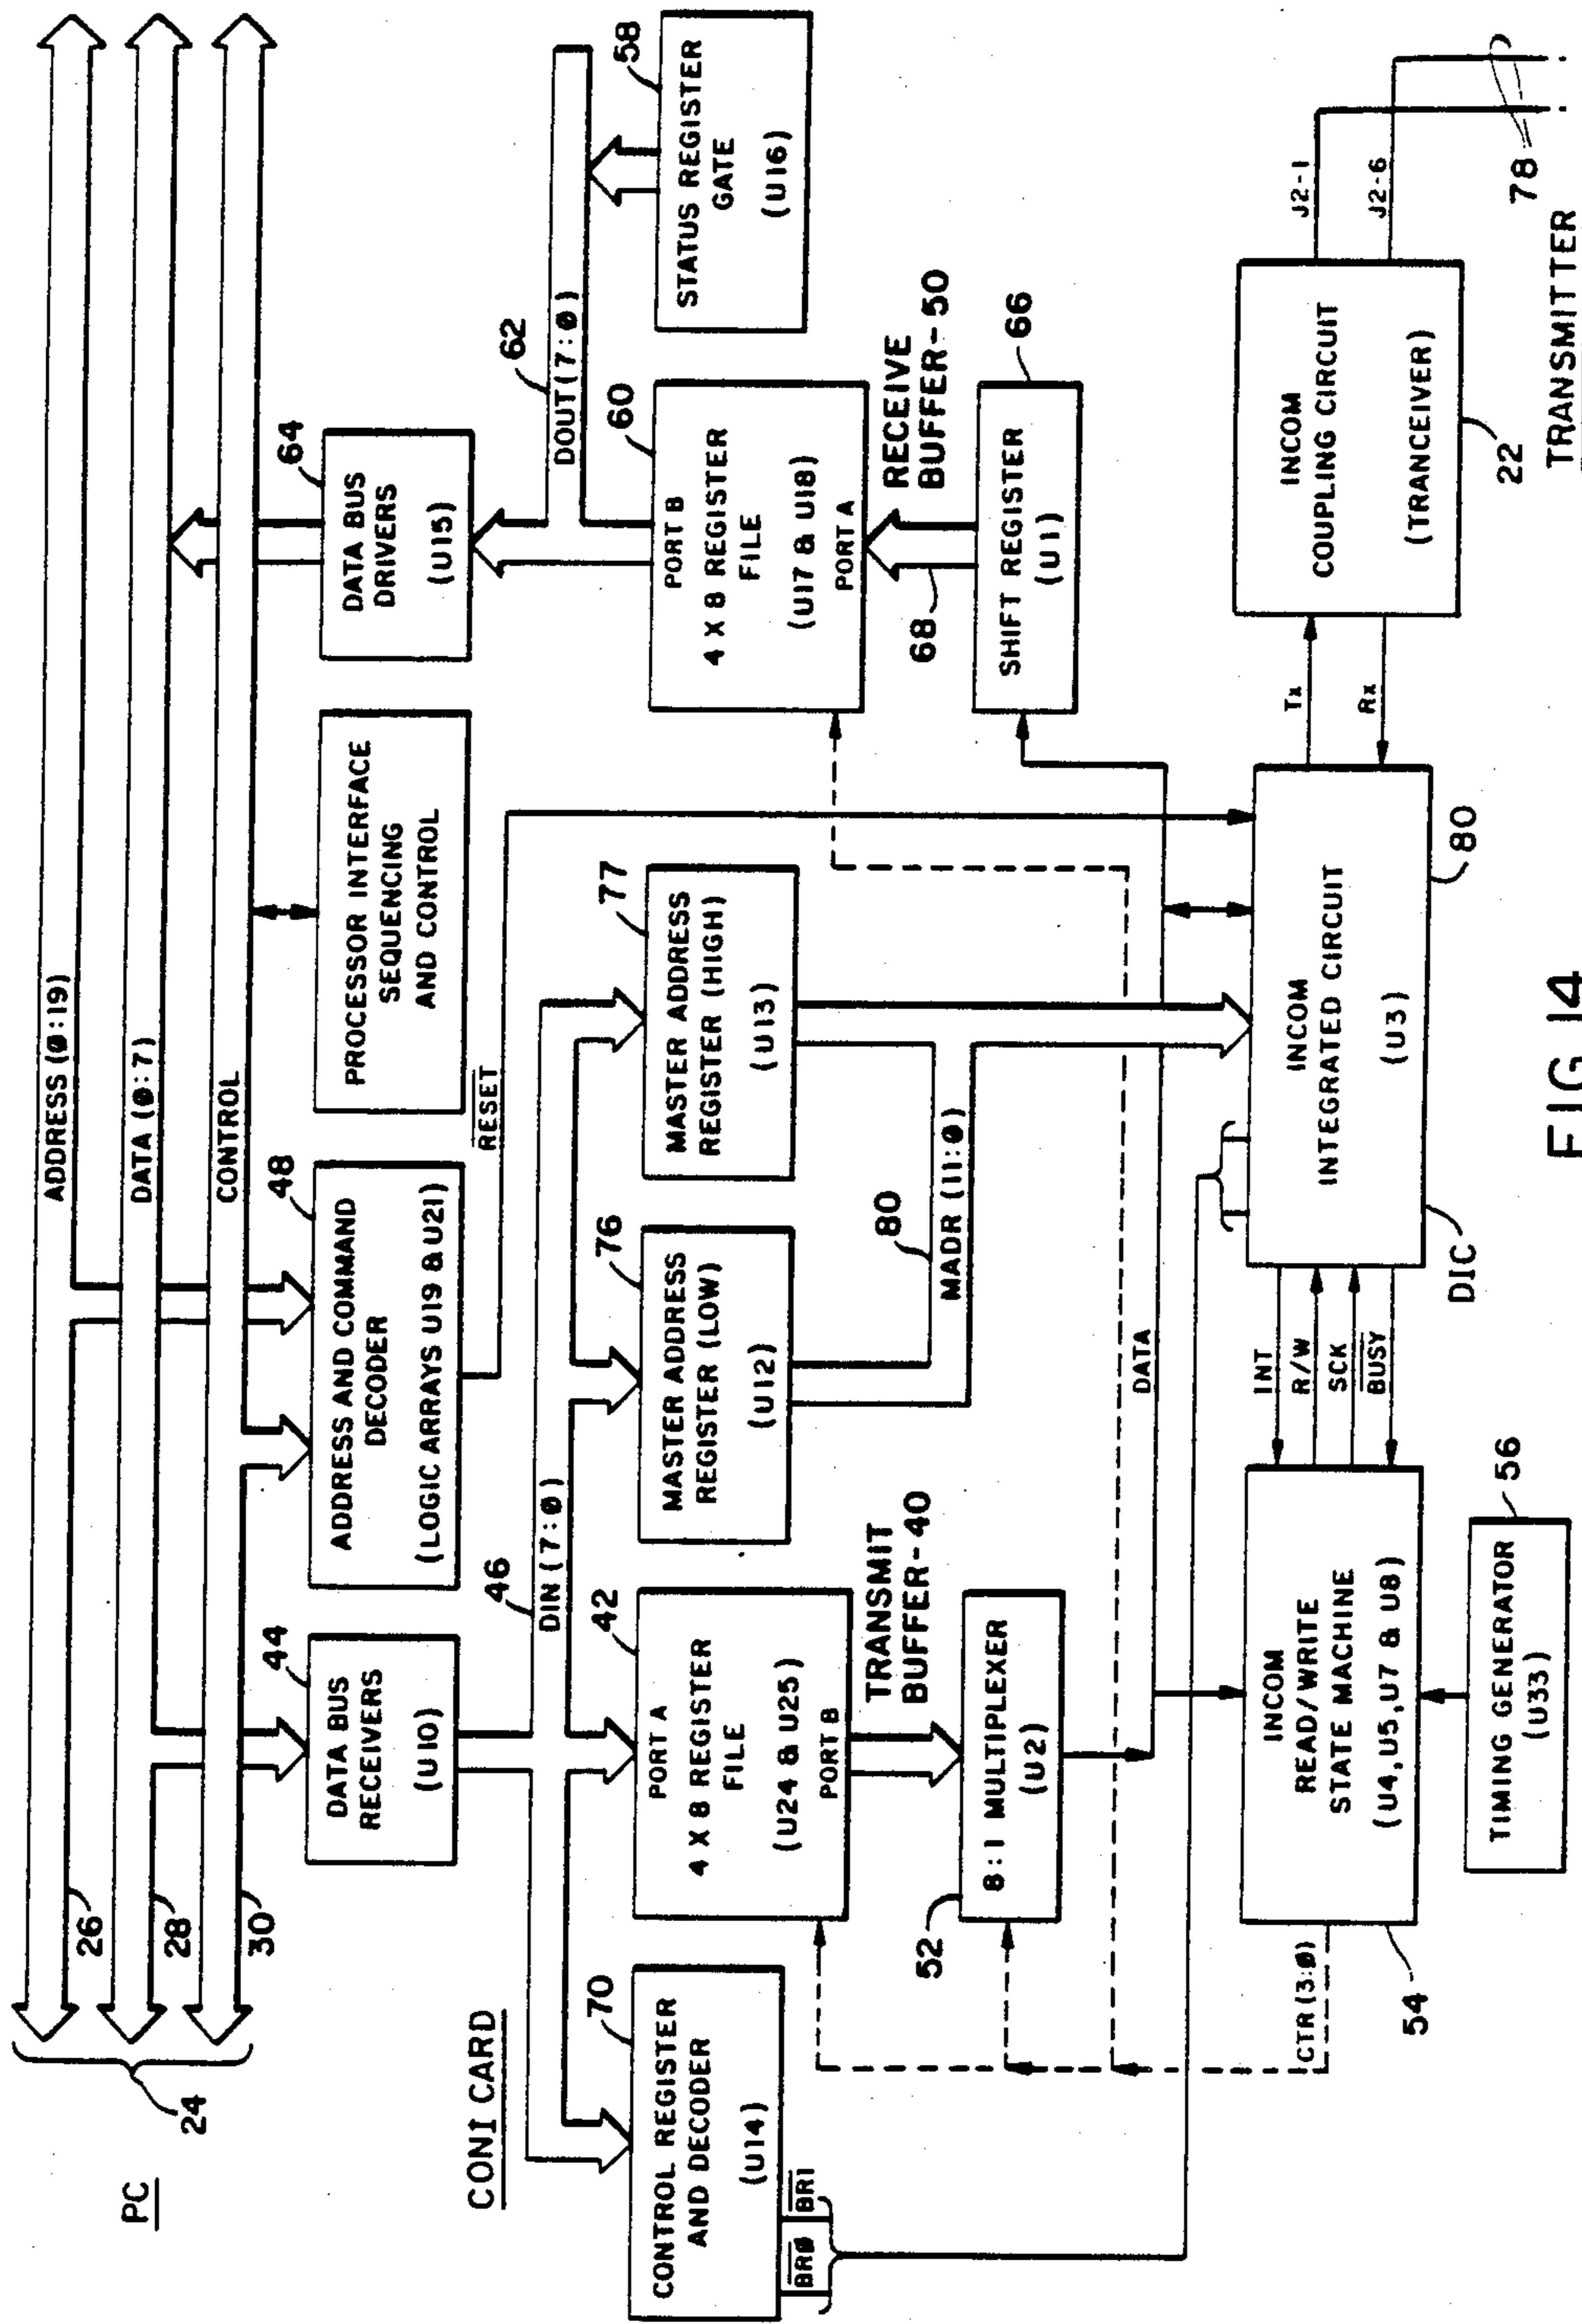 PC
24
ADDRESS (0:19)
26
DATA (0:7)
28
CONTROL
30
CONI CARD
44
DATA BUS
RECEIVERS
(U10)
48
ADDRESS AND COMMAND
DECODER
(LOGIC ARRAYS U19 & U21)
PROCESSOR INTERFACE
SEQUENCING
AND CONTROL
64
DATA BUS
DRIVERS
(U15)
RESET
46
DIN (7:0)
62
DOUT (7:0)
70
CONTROL REGISTER
AND DECODER
(U14)
BR0
BR1
42
PORT A
4 X 8 REGISTER
FILE
(U24 & U25)
PORT B
76
MASTER ADDRESS
REGISTER (LOW)
(U12)
77
MASTER ADDRESS
REGISTER (HIGH)
(U13)
60
PORT B
4 X 8 REGISTER
FILE
(U17 & U18)
PORT A
58
STATUS REGISTER
GATE
(U16)
TRANSMIT
BUFFER-40
80
MADR (11:0)
RECEIVE
BUFFER-50
68
52
8:1 MULTIPLEXER
(U2)
66
SHIFT REGISTER
(U1)
DATA
CTR (3:0)
54
INCOM
READ/WRITE
STATE MACHINE
(U4, U5, U7 & U8)
INT
R/W
SCK
BUSY
INCOM
INTEGRATED CIRCUIT
(U3)
DIC
80
Tx
Rx
INCOM
COUPLING CIRCUIT
(TRANCEIVER)
22
J2-1
J2-6
78
TRANSMITTER
56
TIMING GENERATOR
(U33)
FIG. 14